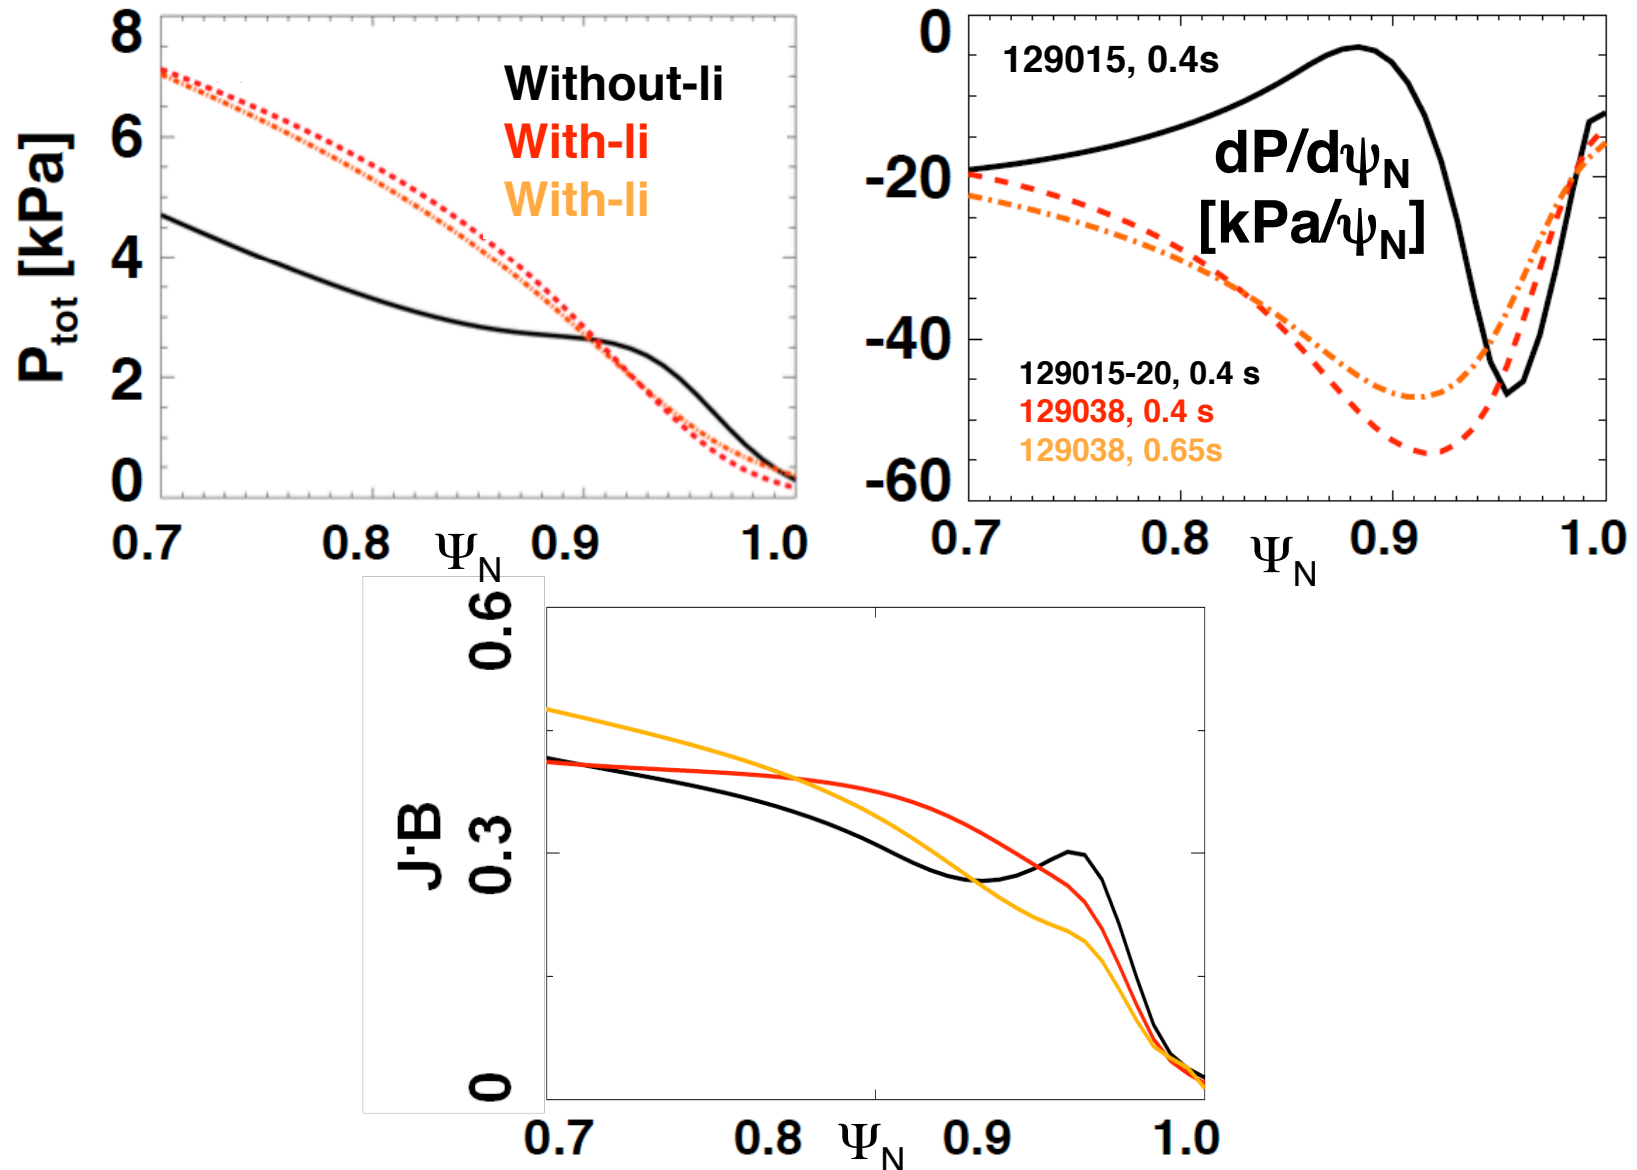 8
6
4
2
0
P_tot [kPa]
Without-li
With-li
With-li
0.7 0.8 0.9 1.0
Ψ_N
0
-20
-40
-60
129015, 0.4s
dP/dψ_N
[kPa/ψ_N]
129015-20, 0.4 s
129038, 0.4 s
129038, 0.65s
0.7 0.8 0.9 1.0
Ψ_N
0.6
0.3
0
J·B
0.7 0.8 0.9 1.0
Ψ_N